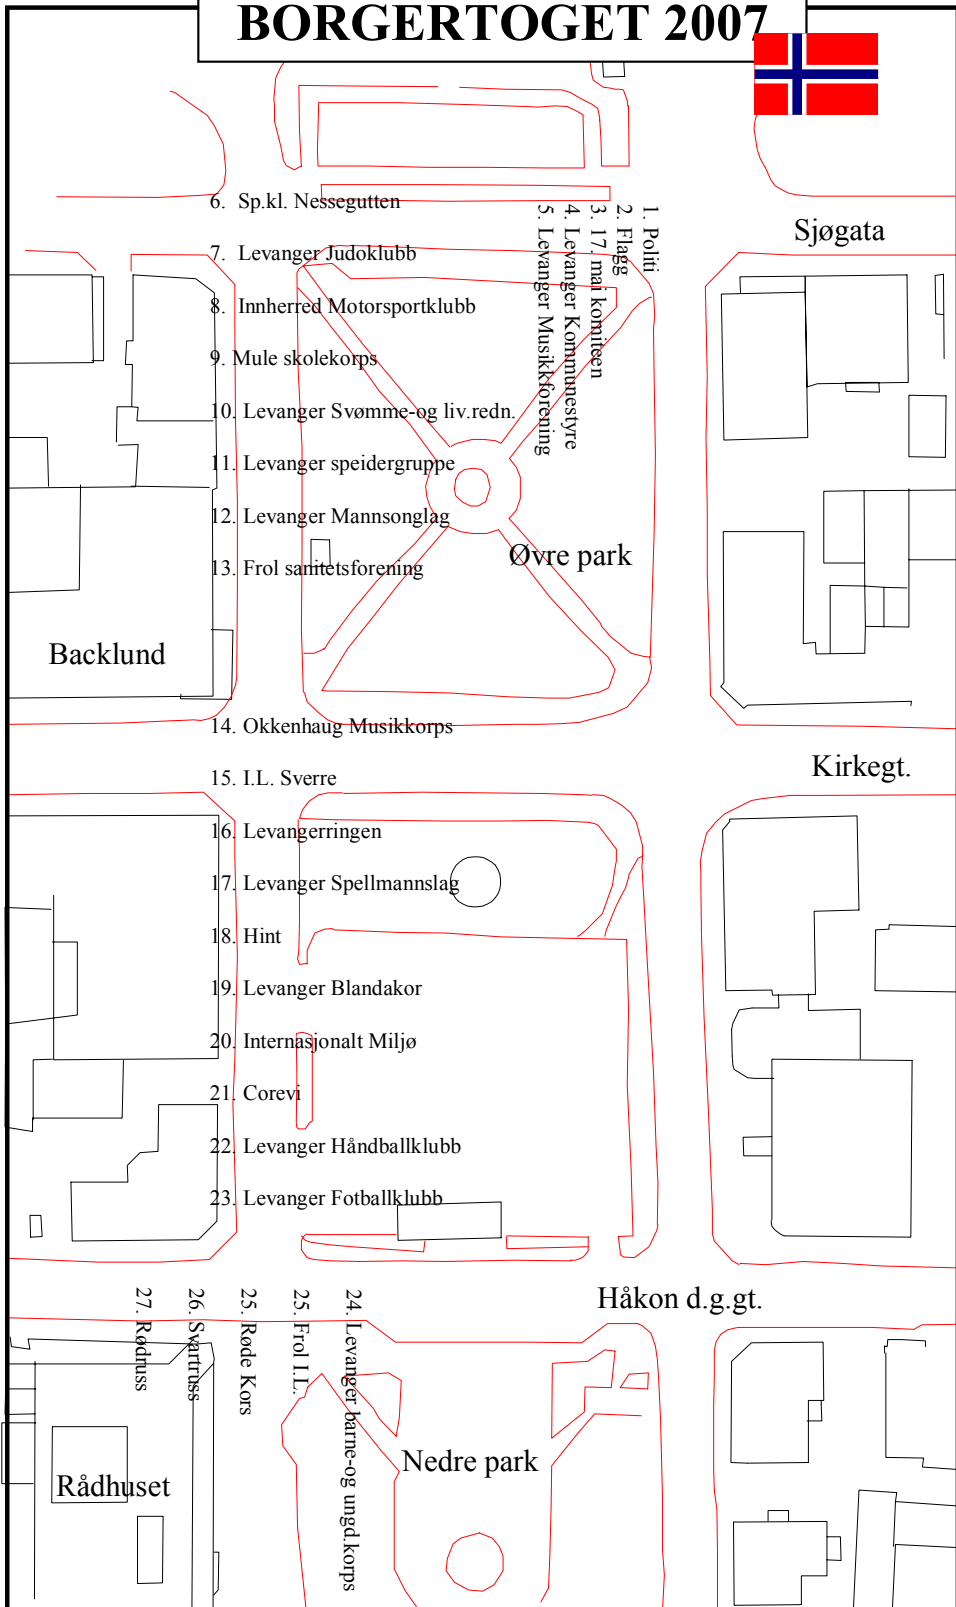 BORGERTOGET 2007
1. Politi
2. Flagg
3. 17. mai komiteen
4. Levanger Kommunestyre
5. Levanger Musikkforening
Sjøgata
6. Sp.kl. Nessegutten
7. Levanger Judoklubb
8. Innherred Motorsportklubb
9. Mule skolekorps
10. Levanger Svømme-og liv.redn.
11. Levanger speidergruppe
12. Levanger Mannsonglag
13. Frol sanitetsforening
Øvre park
Backlund
14. Okkenhaug Musikkorps
15. I.L. Sverre
Kirkegt.
16. Levangerringen
17. Levanger Spellmannslag
18. Hint
19. Levanger Blandakor
20. Internasjonalt Miljø
21. Corevi
22. Levanger Håndballklubb
23. Levanger Fotballklubb
Håkon d.g.gt.
24. Levanger barne-og ungd.korps
25. Frol I.L.
25. Røde Kors
26. Svartruss
27. Rødruss
Nedre park
Rådhuset